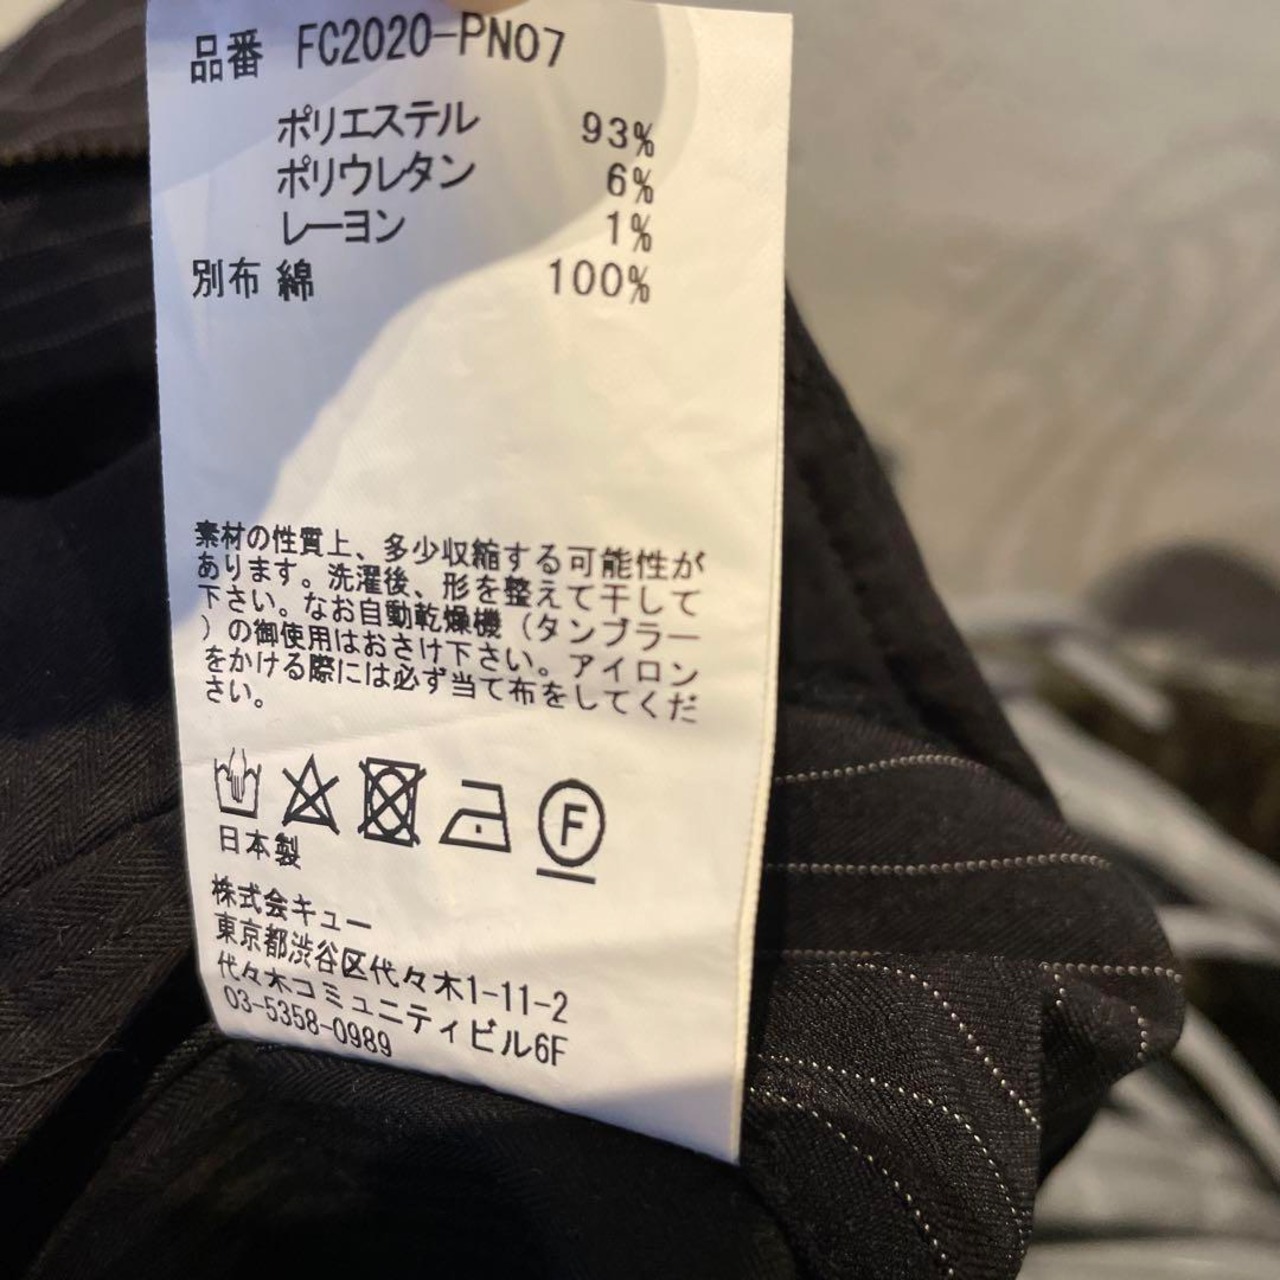 品番 FC2020-PN07
ポリエステル 93%
ポリウレタン 6%
レーヨン 1%
別布 綿 100%
素材の性質上、多少収縮する可能性が
あります。洗濯後、形を整えて干して
下さい。なお自動乾燥機（タンブラー
）の御使用はおさけ下さい。アイロン
をかける際には必ず当て布をしてくだ
さい。
F
日本製
株式会キュー
東京都渋谷区代々木1-11-2
代々木コミュニティビル6F
03-5358-0989